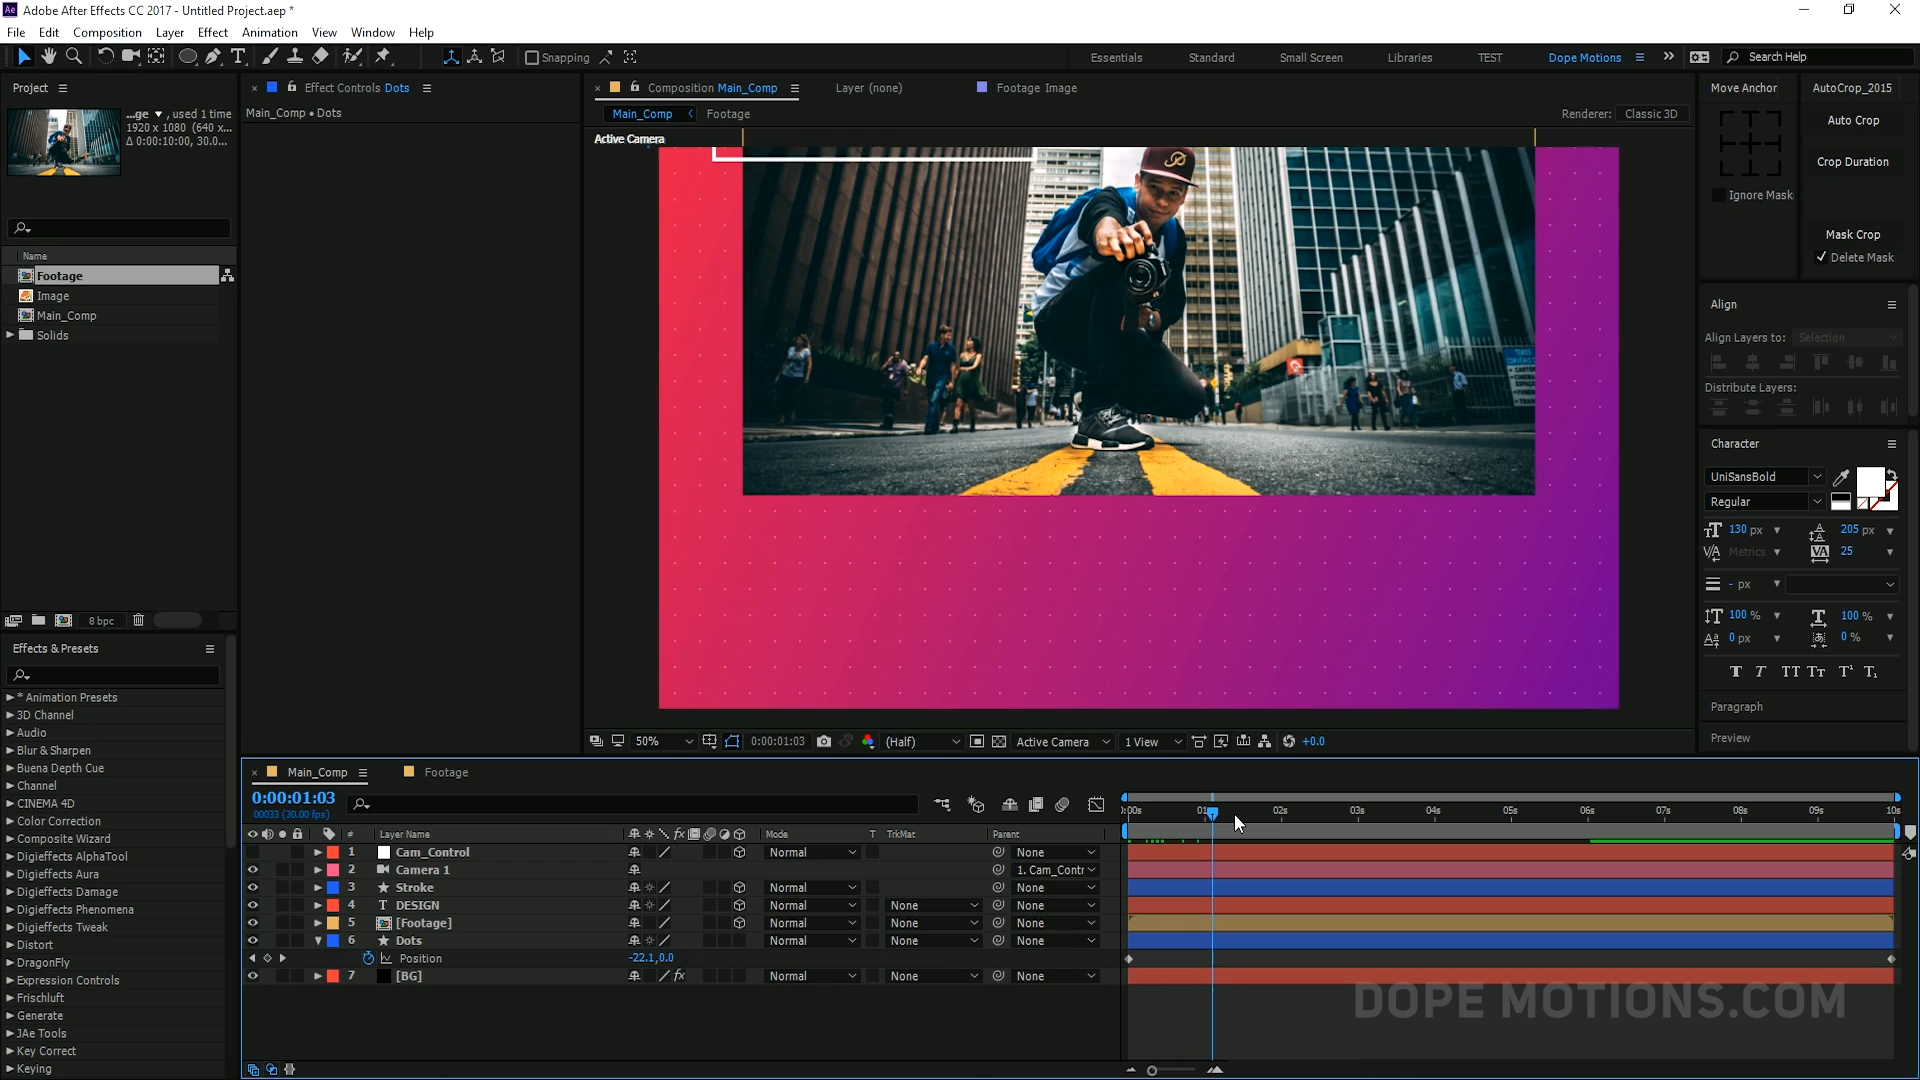 Adobe After Effects CC 2017 - Untitled Project.aep *
File Edit Composition Layer Effect Animation View Window Help
Snapping
Essentials Standard Small Screen Libraries TEST Dope Motions Search Help
Project
...ge , used 1 time
1920 x 1080 (640 x...
Δ 0:00:10:00, 30.0...
Name
Footage
Image
Main_Comp
Solids
8 bpc
Effects & Presets
* Animation Presets
3D Channel
Audio
Blur & Sharpen
Buena Depth Cue
Channel
CINEMA 4D
Color Correction
Composite Wizard
Digieffects AlphaTool
Digieffects Aura
Digieffects Damage
Digieffects Phenomena
Digieffects Tweak
Distort
DragonFly
Expression Controls
Frischluft
Generate
JAe Tools
Key Correct
Keying
Effect Controls Dots
Main_Comp • Dots
Composition Main_Comp Layer (none) Footage Image
Main_Comp Footage
Renderer: Classic 3D
Active Camera
50% 0:00:01:03 (Half) Active Camera 1 View +0.0
Move Anchor
Ignore Mask
AutoCrop_2015
Auto Crop
Crop Duration
Mask Crop
Delete Mask
Align
Align Layers to: Selection
Distribute Layers:
Character
UniSansBold
Regular
130 px 205 px
Metrics 25
- px
100 % 100 %
0 px 0 %
Paragraph
Preview
Main_Comp Footage
0:00:01:03
00033 (30.00 fps)
# Layer Name Mode T TrkMat Parent
1 Cam_Control Normal None
2 Camera 1 1. Cam_Contr
3 Stroke Normal None
4 DESIGN Normal None None
5 [Footage] Normal None None
6 Dots Normal None None
Position -22.1,0.0
7 [BG] Normal None None
02s 03s 04s 05s 06s 07s 08s 09s 10s
DOPE MOTIONS.COM